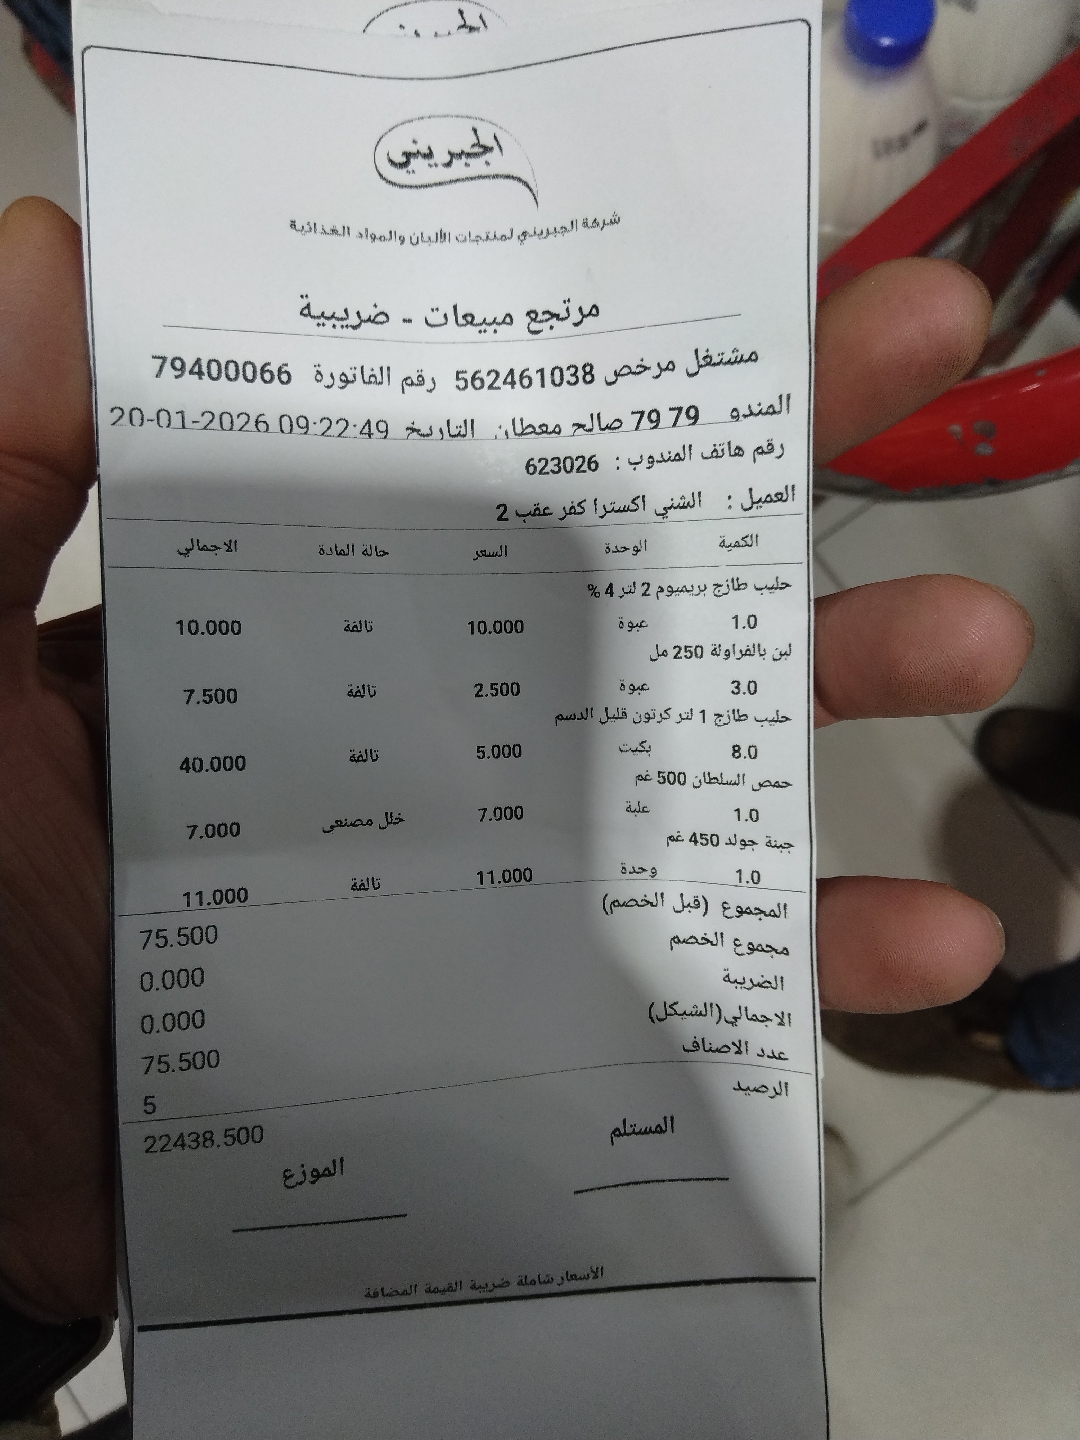 الجبريني
شركة الجبريني لمنتجات الألبان والمواد الغذائية
مرتجع مبيعات - ضريبية
مشتغل مرخص 562461038 رقم الفاتورة 79400066
المندو 79 79 صالح معطان التاريخ 20-01-2026 09:22:49
رقم هاتف المندوب : 623026
العميل : الشني اكسترا كفر عقب 2
الكمية الوحدة السعر حالة المادة الاجمالي
حليب طازج بريميوم 2 لتر 4 %
1.0 عبوة 10.000 تالفة 10.000
لبن بالفراولة 250 مل
3.0 عبوة 2.500 تالفة 7.500
حليب طازج 1 لتر كرتون قليل الدسم
8.0 بكيت 5.000 تالفة 40.000
حمص السلطان 500 غم
1.0 علبة 7.000 خلل مصنعي 7.000
جبنة جولد 450 غم
1.0 وحدة 11.000 تالفة 11.000
المجموع (قبل الخصم) 75.500
مجموع الخصم 0.000
الضريبة 0.000
الاجمالي(الشيكل) 75.500
عدد الاصناف 5
الرصيد 22438.500
المستلم الموزع
الأسعار شاملة ضريبة القيمة المضافة